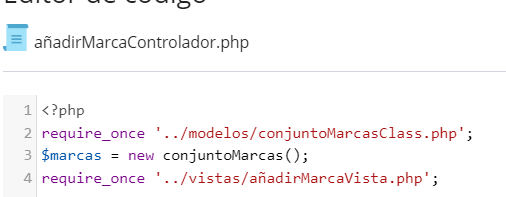 Editor de código
añadirMarcaControlador.php
1 <?php
2 require_once '../modelos/conjuntoMarcasClass.php';
3 $marcas = new conjuntoMarcas();
4 require_once '../vistas/añadirMarcaVista.php';